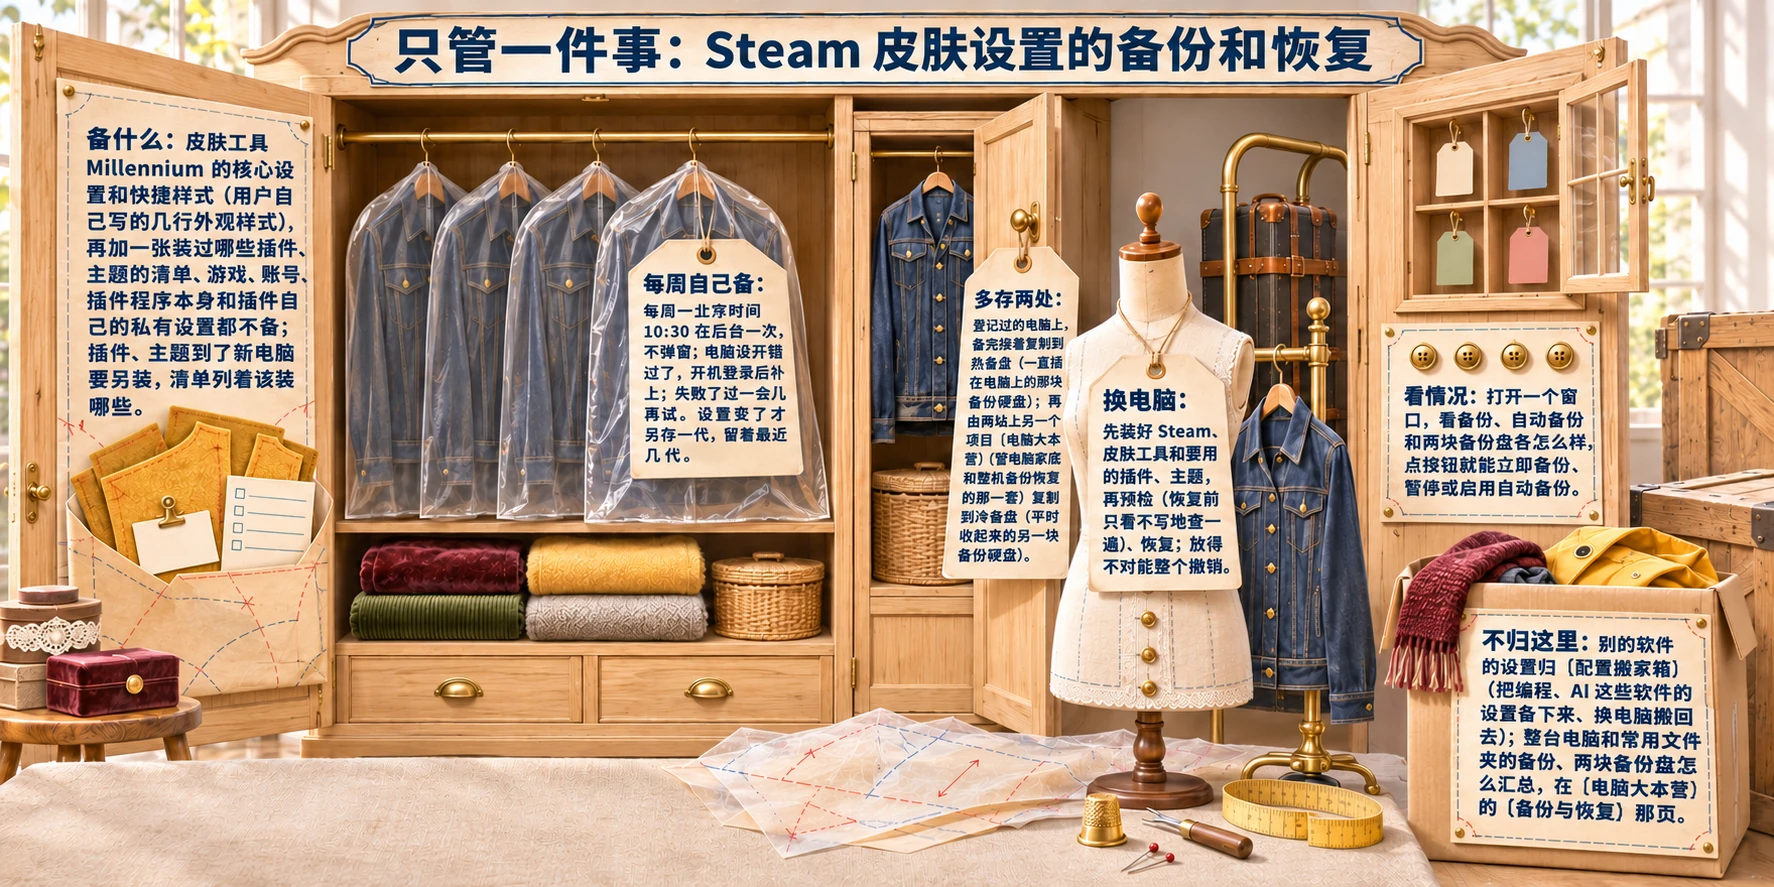 只管一件事：Steam 皮肤设置的备份和恢复
备什么：皮肤工具
Millennium 的核心设
置和快捷样式（用户自
己写的几行外观样式），
再加一张装过哪些插件、
主题的清单、游戏、账号、
插件程序本身和插件自
己的私有设置都不备；
插件、主题到了新电脑
要另装，清单列着该装
哪些。
每周自己备：
每周一北京时间
10:30 在后台一次，
不弹窗；电脑没开错
过了，开机登录后补
上；失败了过一会儿
再试。设置变了才
另存一代，留着最近
几代。
多存两处：
登记过的电脑上，
备完接着复制到
热备盘（一直插
在电脑上的那块
备份硬盘）；再
由两站上另一个
项目〔电脑大本
营〕（管电脑家底
和整机备份恢复
的那一套）复制
到冷备盘（平时
收起来的另一块
备份硬盘）。
换电脑：
先装好 Steam、
皮肤工具和要用
的插件、主题，
再预检（恢复前
只看不写地查一
遍）、恢复；放得
不对能整个撤销。
看情况：打开一个窗
口，看备份、自动备份
和两块备份盘各怎么样，
点按钮就能立即备份、
暂停或启用自动备份。
不归这里：别的软件
的设置归〔配置搬家箱〕
（把编程、AI 这些软件的
设置备下来、换电脑搬回
去）；整台电脑和常用文件
夹的备份、两块备份盘怎
么汇总，在〔电脑大本营〕
的〔备份与恢复〕那页。